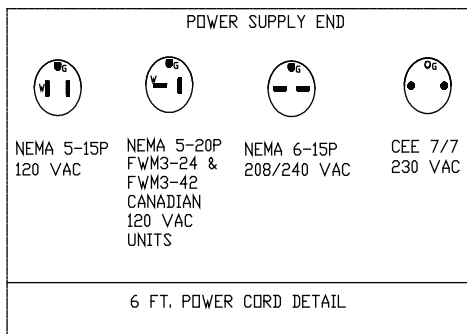 POWER SUPPLY END
G
W
G
W
G
G
NEMA 5-15P
120 VAC
NEMA 5-20P
FWM3-24 &
FWM3-42
CANADIAN
120 VAC
UNITS
NEMA 6-15P
208/240 VAC
CEE 7/7
230 VAC
6 FT. POWER CORD DETAIL